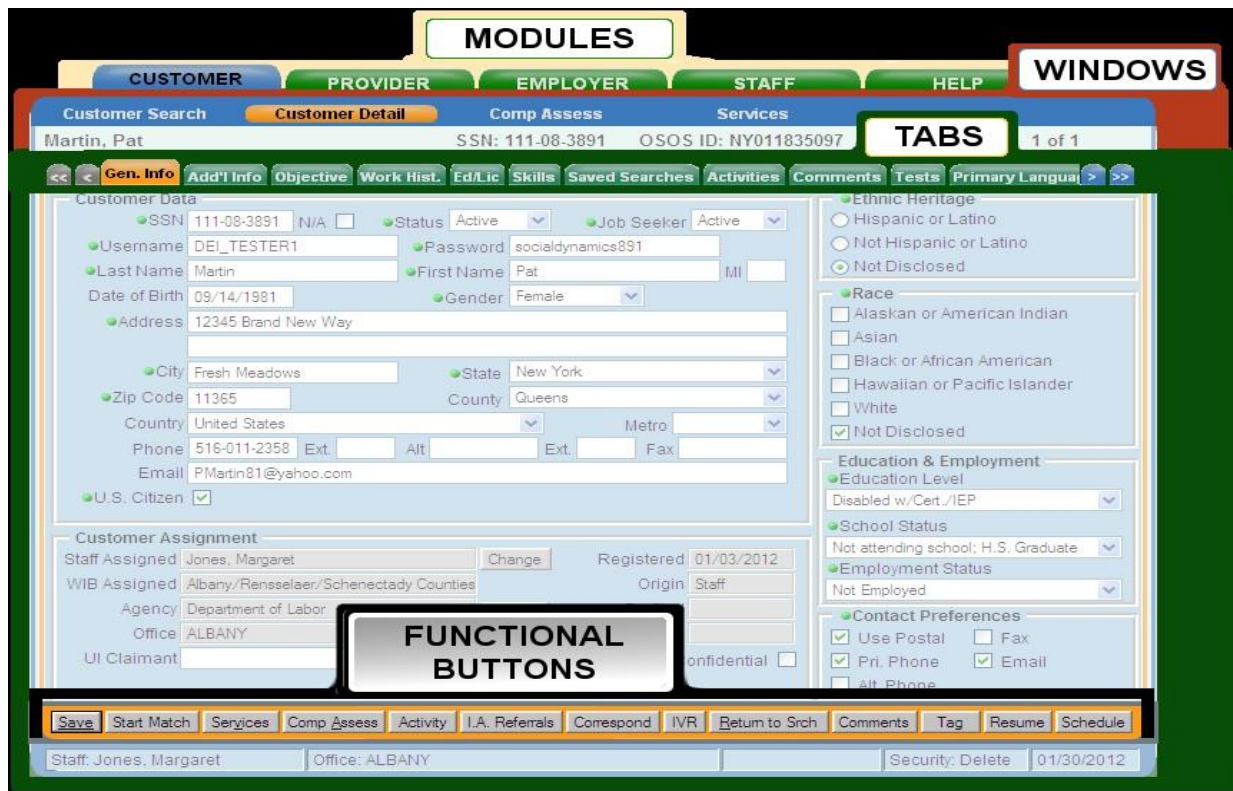 MODULES
WINDOWS
CUSTOMER PROVIDER EMPLOYER STAFF HELP
Customer Search Customer Detail Comp Assess Services
TABS
Martin, Pat SSN: 111-08-3891 OSOS ID: NY011835097 1 of 1
<< < Gen. Info Add'l Info Objective Work Hist. Ed/Lic Skills Saved Searches Activities Comments Tests Primary Languag > >>
Customer Data
SSN 111-08-3891 N/A Status Active Job Seeker Active
Username DEI_TESTER1 Password socialdynamics891
Last Name Martin First Name Pat MI
Date of Birth 09/14/1981 Gender Female
Address 12345 Brand New Way
City Fresh Meadows State New York
Zip Code 11365 County Queens
Country United States Metro
Phone 516-011-2358 Ext. Alt Ext. Fax
Email PMartin81@yahoo.com
U.S. Citizen
Ethnic Heritage
Hispanic or Latino
Not Hispanic or Latino
Not Disclosed
Race
Alaskan or American Indian
Asian
Black or African American
Hawaiian or Pacific Islander
White
Not Disclosed
Education & Employment
Education Level
Disabled w/Cert./IEP
School Status
Not attending school; H.S. Graduate
Employment Status
Not Employed
Contact Preferences
Use Postal Fax
Pri. Phone Email
Alt. Phone
Customer Assignment
Staff Assigned Jones, Margaret Change Registered 01/03/2012
WIB Assigned Albany/Rensselaer/Schenectady Counties Origin Staff
Agency Department of Labor
Office ALBANY
UI Claimant onfidential
FUNCTIONAL
BUTTONS
Save Start Match Services Comp Assess Activity I.A. Referrals Correspond IVR Return to Srch Comments Tag Resume Schedule
Staff: Jones, Margaret Office: ALBANY Security: Delete 01/30/2012